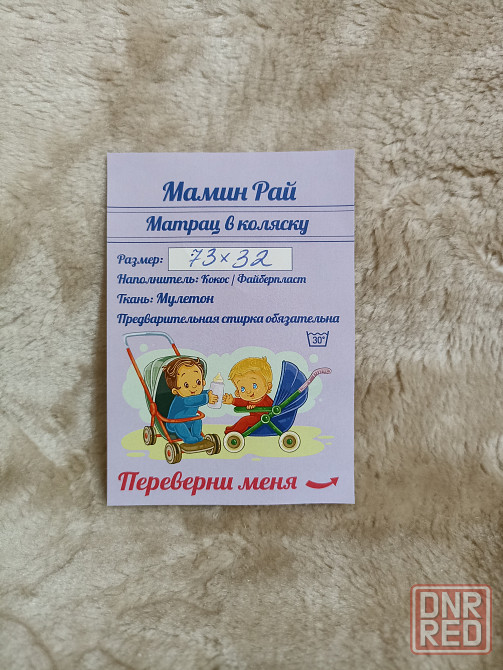 Мамин Рай
Матрац в коляску
Размер: 73×32
Наполнитель: Кокос / Файберпласт
Ткань: Мулетон
Предварительная стирка обязательна
30°
Переверни меня
DNR
RED